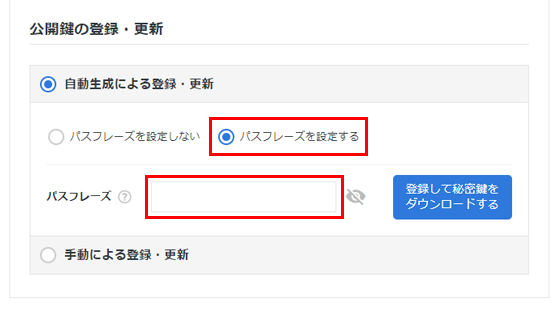 公開鍵の登録・更新
自動生成による登録・更新
パスフレーズを設定しない パスフレーズを設定する
パスフレーズ ?
登録して秘密鍵を
ダウンロードする
手動による登録・更新